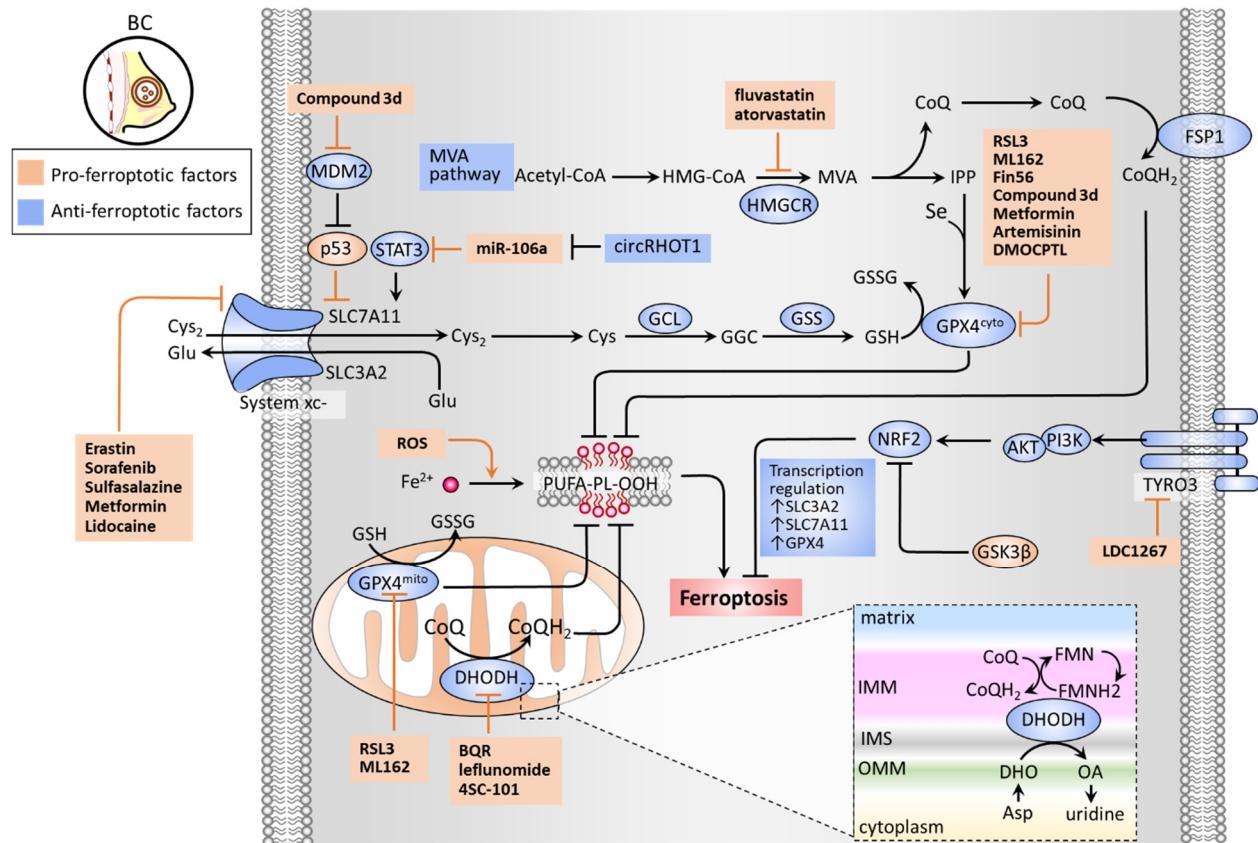 BC
Pro-ferroptotic factors
Anti-ferroptotic factors
Compound 3d
MDM2
p53
STAT3
miR-106a
circRHOT1
MVA
pathway
Acetyl-CoA
HMG-CoA
fluvastatin
atorvastatin
HMGCR
MVA
CoQ
CoQ
FSP1
CoQH2
IPP
Se
RSL3
ML162
Fin56
Compound 3d
Metformin
Artemisinin
DMOCPTL
SLC7A11
Cys2
Glu
SLC3A2
System xc-
Cys2
Glu
Cys
GCL
GGC
GSS
GSH
GSSG
GPX4cyto
Erastin
Sorafenib
Sulfasalazine
Metformin
Lidocaine
ROS
Fe2+
PUFA-PL-OOH
NRF2
AKT
PI3K
TYRO3
LDC1267
GSK3β
Transcription
regulation
↑SLC3A2
↑SLC7A11
↑GPX4
Ferroptosis
GSH
GSSG
GPX4mito
CoQ
CoQH2
DHODH
RSL3
ML162
BQR
leflunomide
4SC-101
matrix
IMM
IMS
OMM
cytoplasm
CoQ
FMN
CoQH2
FMNH2
DHODH
DHO
OA
Asp
uridine